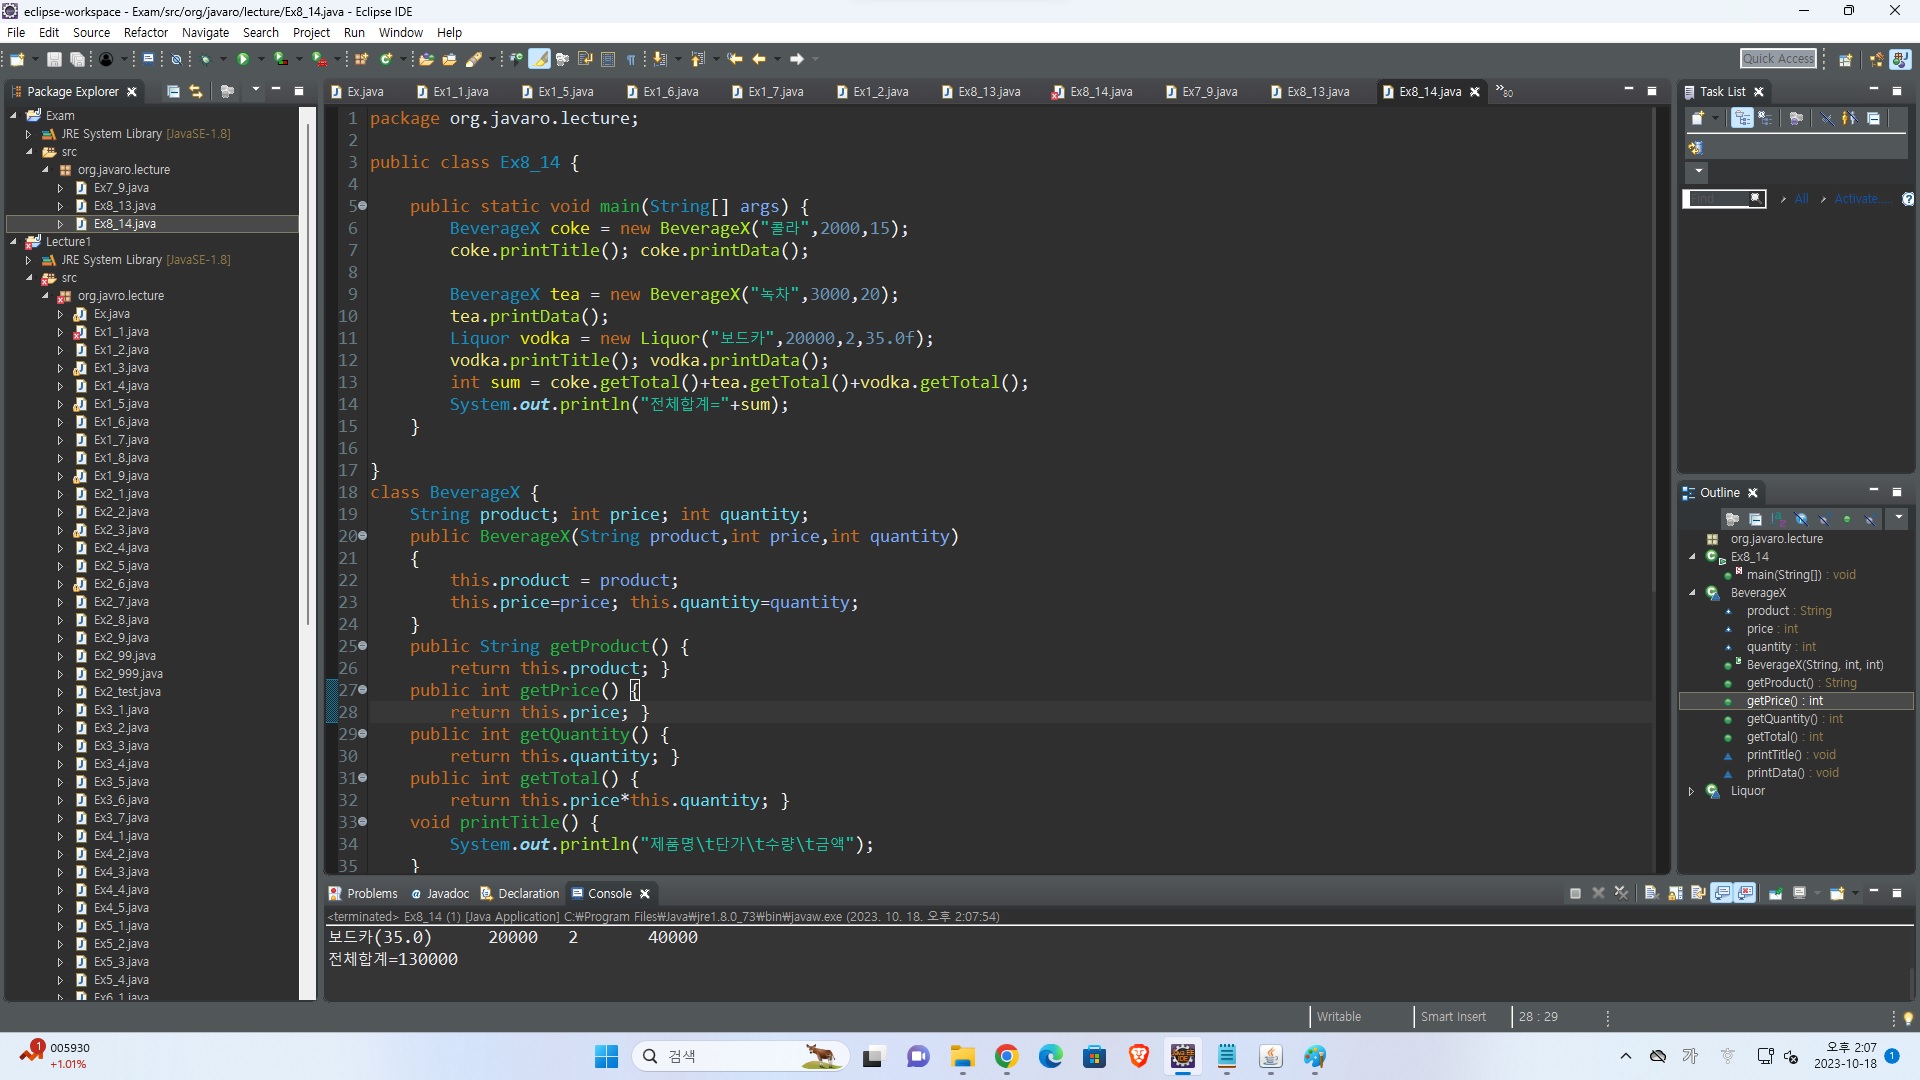 eclipse-workspace - Exam/src/org/javaro/lecture/Ex8_14.java - Eclipse IDE
File Edit Source Refactor Navigate Search Project Run Window Help
Quick Access
Package Explorer
Exam
JRE System Library [JavaSE-1.8]
src
org.javaro.lecture
Ex7_9.java
Ex8_13.java
Ex8_14.java
Lecture1
JRE System Library [JavaSE-1.8]
src
org.javro.lecture
Ex.java
Ex1_1.java
Ex1_2.java
Ex1_3.java
Ex1_4.java
Ex1_5.java
Ex1_6.java
Ex1_7.java
Ex1_8.java
Ex1_9.java
Ex2_1.java
Ex2_2.java
Ex2_3.java
Ex2_4.java
Ex2_5.java
Ex2_6.java
Ex2_7.java
Ex2_8.java
Ex2_9.java
Ex2_99.java
Ex2_999.java
Ex2_test.java
Ex3_1.java
Ex3_2.java
Ex3_3.java
Ex3_4.java
Ex3_5.java
Ex3_6.java
Ex3_7.java
Ex4_1.java
Ex4_2.java
Ex4_3.java
Ex4_4.java
Ex4_5.java
Ex5_1.java
Ex5_2.java
Ex5_3.java
Ex5_4.java
Ex6_1.java
Ex.java Ex1_1.java Ex1_5.java Ex1_6.java Ex1_7.java Ex1_2.java Ex8_13.java Ex8_14.java Ex7_9.java Ex8_13.java Ex8_14.java »80
1 package org.javaro.lecture;
2
3 public class Ex8_14 {
4
5 public static void main(String[] args) {
6 BeverageX coke = new BeverageX("콜라",2000,15);
7 coke.printTitle(); coke.printData();
8
9 BeverageX tea = new BeverageX("녹차",3000,20);
10 tea.printData();
11 Liquor vodka = new Liquor("보드카",20000,2,35.0f);
12 vodka.printTitle(); vodka.printData();
13 int sum = coke.getTotal()+tea.getTotal()+vodka.getTotal();
14 System.out.println("전체합계="+sum);
15 }
16
17 }
18 class BeverageX {
19 String product; int price; int quantity;
20 public BeverageX(String product,int price,int quantity)
21 {
22 this.product = product;
23 this.price=price; this.quantity=quantity;
24 }
25 public String getProduct() {
26 return this.product; }
27 public int getPrice() {
28 return this.price; }
29 public int getQuantity() {
30 return this.quantity; }
31 public int getTotal() {
32 return this.price*this.quantity; }
33 void printTitle() {
34 System.out.println("제품명\t단가\t수량\t금액");
35 }
Task List
Find All Activate...
Outline
org.javaro.lecture
Ex8_14
main(String[]) : void
BeverageX
product : String
price : int
quantity : int
BeverageX(String, int, int)
getProduct() : String
getPrice() : int
getQuantity() : int
getTotal() : int
printTitle() : void
printData() : void
Liquor
Problems Javadoc Declaration Console
<terminated> Ex8_14 (1) [Java Application] C:₩Program Files₩Java₩jre1.8.0_73₩bin₩javaw.exe (2023. 10. 18. 오후 2:07:54)
보드카(35.0) 20000 2 40000
전체합계=130000
Writable Smart Insert 28 : 29
1 005930
+1.01%
검색
가
오후 2:07
2023-10-18
1